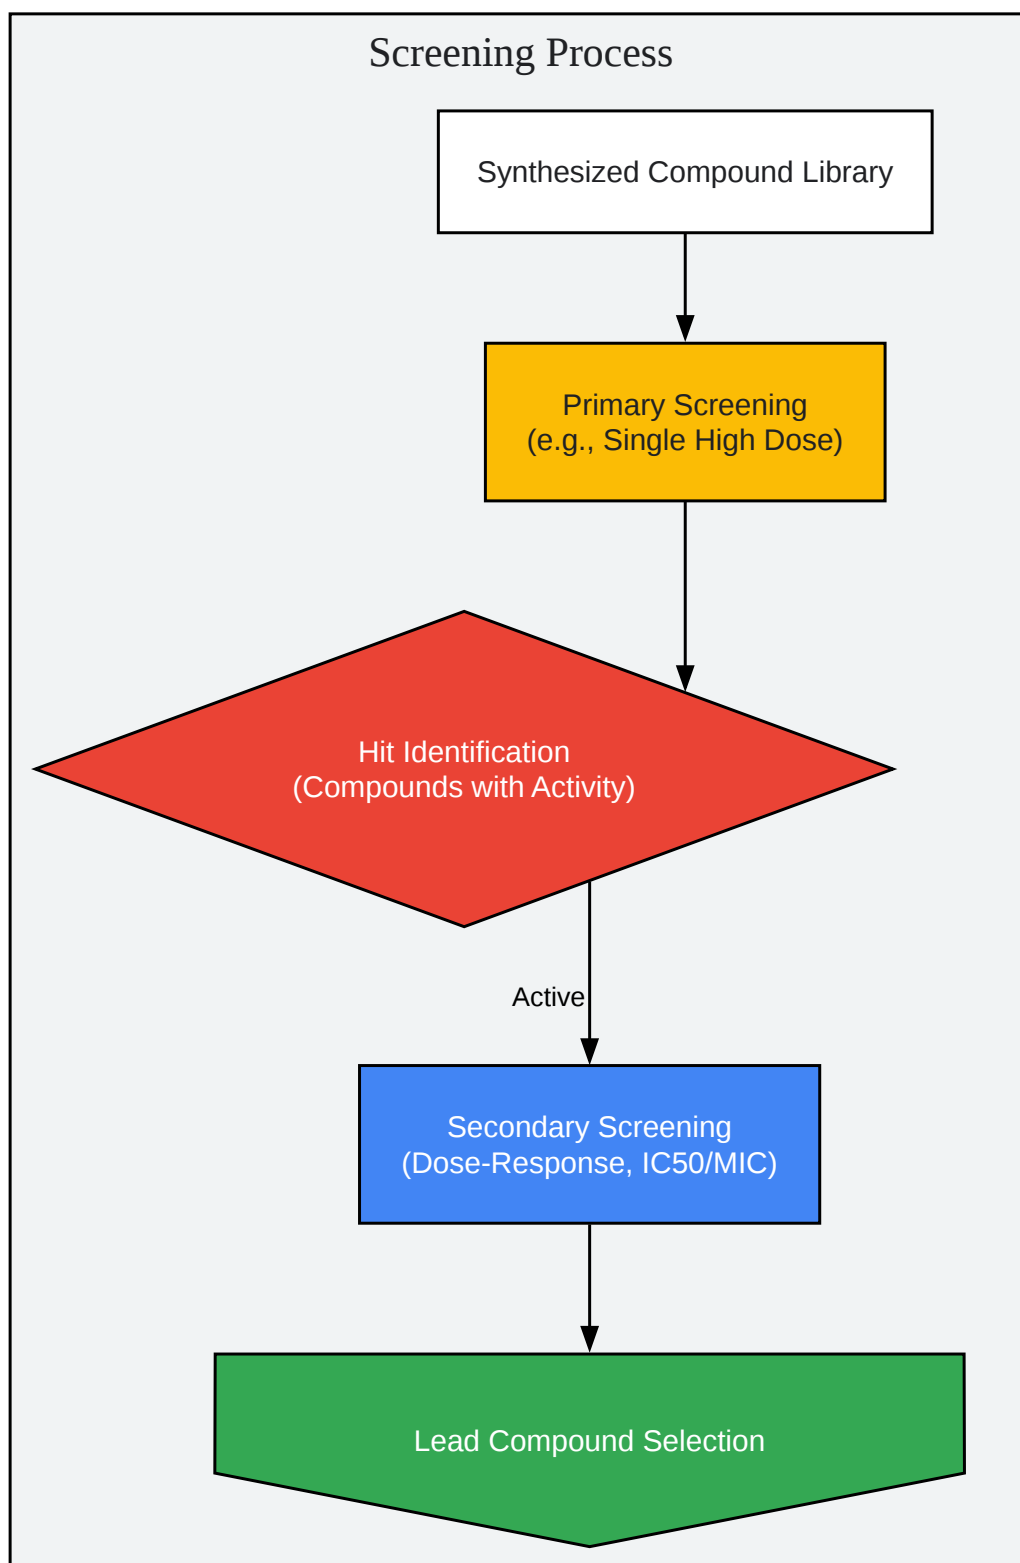 Screening Process
Synthesized Compound Library
Primary Screening
(e.g., Single High Dose)
Hit Identification
(Compounds with Activity)
Active
Secondary Screening
(Dose-Response, IC50/MIC)
Lead Compound Selection